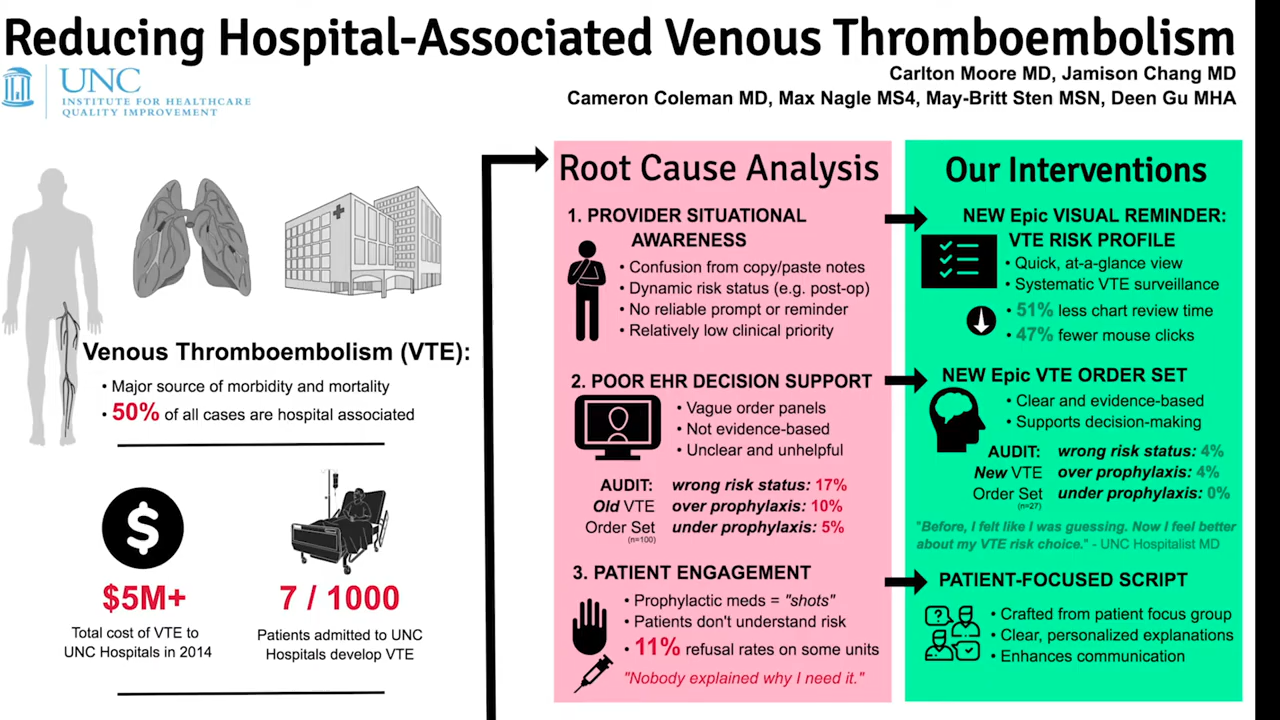 Reducing Hospital-Associated Venous Thromboembolism
UNC
INSTITUTE FOR HEALTHCARE
QUALITY IMPROVEMENT
Carlton Moore MD, Jamison Chang MD
Cameron Coleman MD, Max Nagle MS4, May-Britt Sten MSN, Deen Gu MHA
Venous Thromboembolism (VTE):
• Major source of morbidity and mortality
• 50% of all cases are hospital associated
$
$5M+
Total cost of VTE to
UNC Hospitals in 2014
7 / 1000
Patients admitted to UNC
Hospitals develop VTE
Root Cause Analysis
1. PROVIDER SITUATIONAL
AWARENESS
• Confusion from copy/paste notes
• Dynamic risk status (e.g. post-op)
• No reliable prompt or reminder
• Relatively low clinical priority
2. POOR EHR DECISION SUPPORT
• Vague order panels
• Not evidence-based
• Unclear and unhelpful
AUDIT: wrong risk status: 17%
Old VTE over prophylaxis: 10%
Order Set under prophylaxis: 5%
(n=100)
3. PATIENT ENGAGEMENT
• Prophylactic meds = "shots"
• Patients don't understand risk
• 11% refusal rates on some units
"Nobody explained why I need it."
Our Interventions
NEW Epic VISUAL REMINDER:
VTE RISK PROFILE
• Quick, at-a-glance view
• Systematic VTE surveillance
• 51% less chart review time
• 47% fewer mouse clicks
NEW Epic VTE ORDER SET
• Clear and evidence-based
• Supports decision-making
AUDIT: wrong risk status: 4%
New VTE over prophylaxis: 4%
Order Set under prophylaxis: 0%
(n=27)
"Before, I felt like I was guessing. Now I feel better
about my VTE risk choice." - UNC Hospitalist MD
PATIENT-FOCUSED SCRIPT
?
• Crafted from patient focus group
• Clear, personalized explanations
• Enhances communication